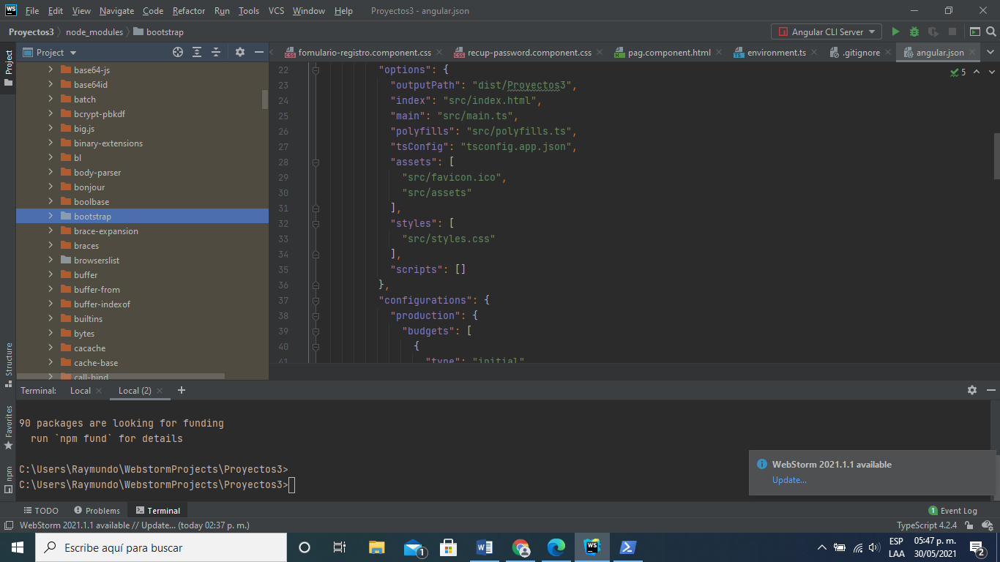 WS File Edit View Navigate Code Refactor Run Tools VCS Window Help Proyectos3 - angular.json
Proyectos3 node_modules bootstrap Angular CLI Server
Project
Project
fomulario-registro.component.css recup-password.component.css pag.component.html environment.ts .gitignore angular.json
base64-js
base64id
batch
bcrypt-pbkdf
big.js
binary-extensions
bl
body-parser
bonjour
boolbase
bootstrap
brace-expansion
braces
browserslist
buffer
buffer-from
buffer-indexof
builtins
bytes
cacache
cache-base
call-bind
22 "options": {
23 "outputPath": "dist/Proyectos3",
24 "index": "src/index.html",
25 "main": "src/main.ts",
26 "polyfills": "src/polyfills.ts",
27 "tsConfig": "tsconfig.app.json",
28 "assets": [
29 "src/favicon.ico",
30 "src/assets"
31 ],
32 "styles": [
33 "src/styles.css"
34 ],
35 "scripts": []
36 },
37 "configurations": {
38 "production": {
39 "budgets": [
40 {
41 "type": "initial"
5
Structure
Favorites
npm
Terminal: Local Local (2)
90 packages are looking for funding
run `npm fund` for details
C:\Users\Raymundo\WebstormProjects\Proyectos3>
C:\Users\Raymundo\WebstormProjects\Proyectos3>
WebStorm 2021.1.1 available
Update...
TODO Problems Terminal 1 Event Log
WebStorm 2021.1.1 available // Update... (today 02:37 p. m.) TypeScript 4.2.4
Escribe aquí para buscar
1
W
WS
ESP
LAA
05:47 p. m.
30/05/2021
2